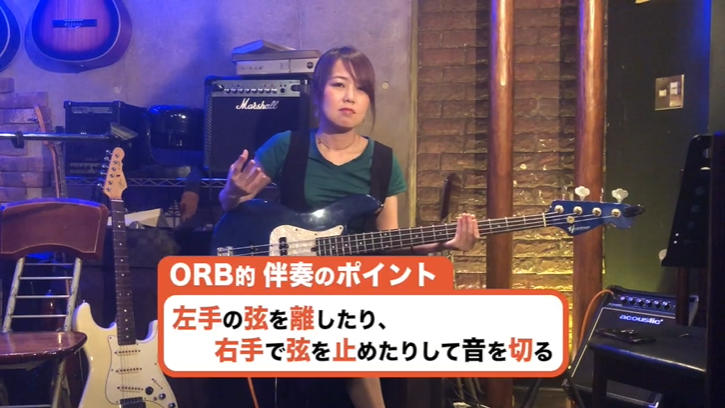 Marshall
ORB的 伴奏のポイント
左手の弦を離したり、
右手で弦を止めたりして音を切る
acoustic